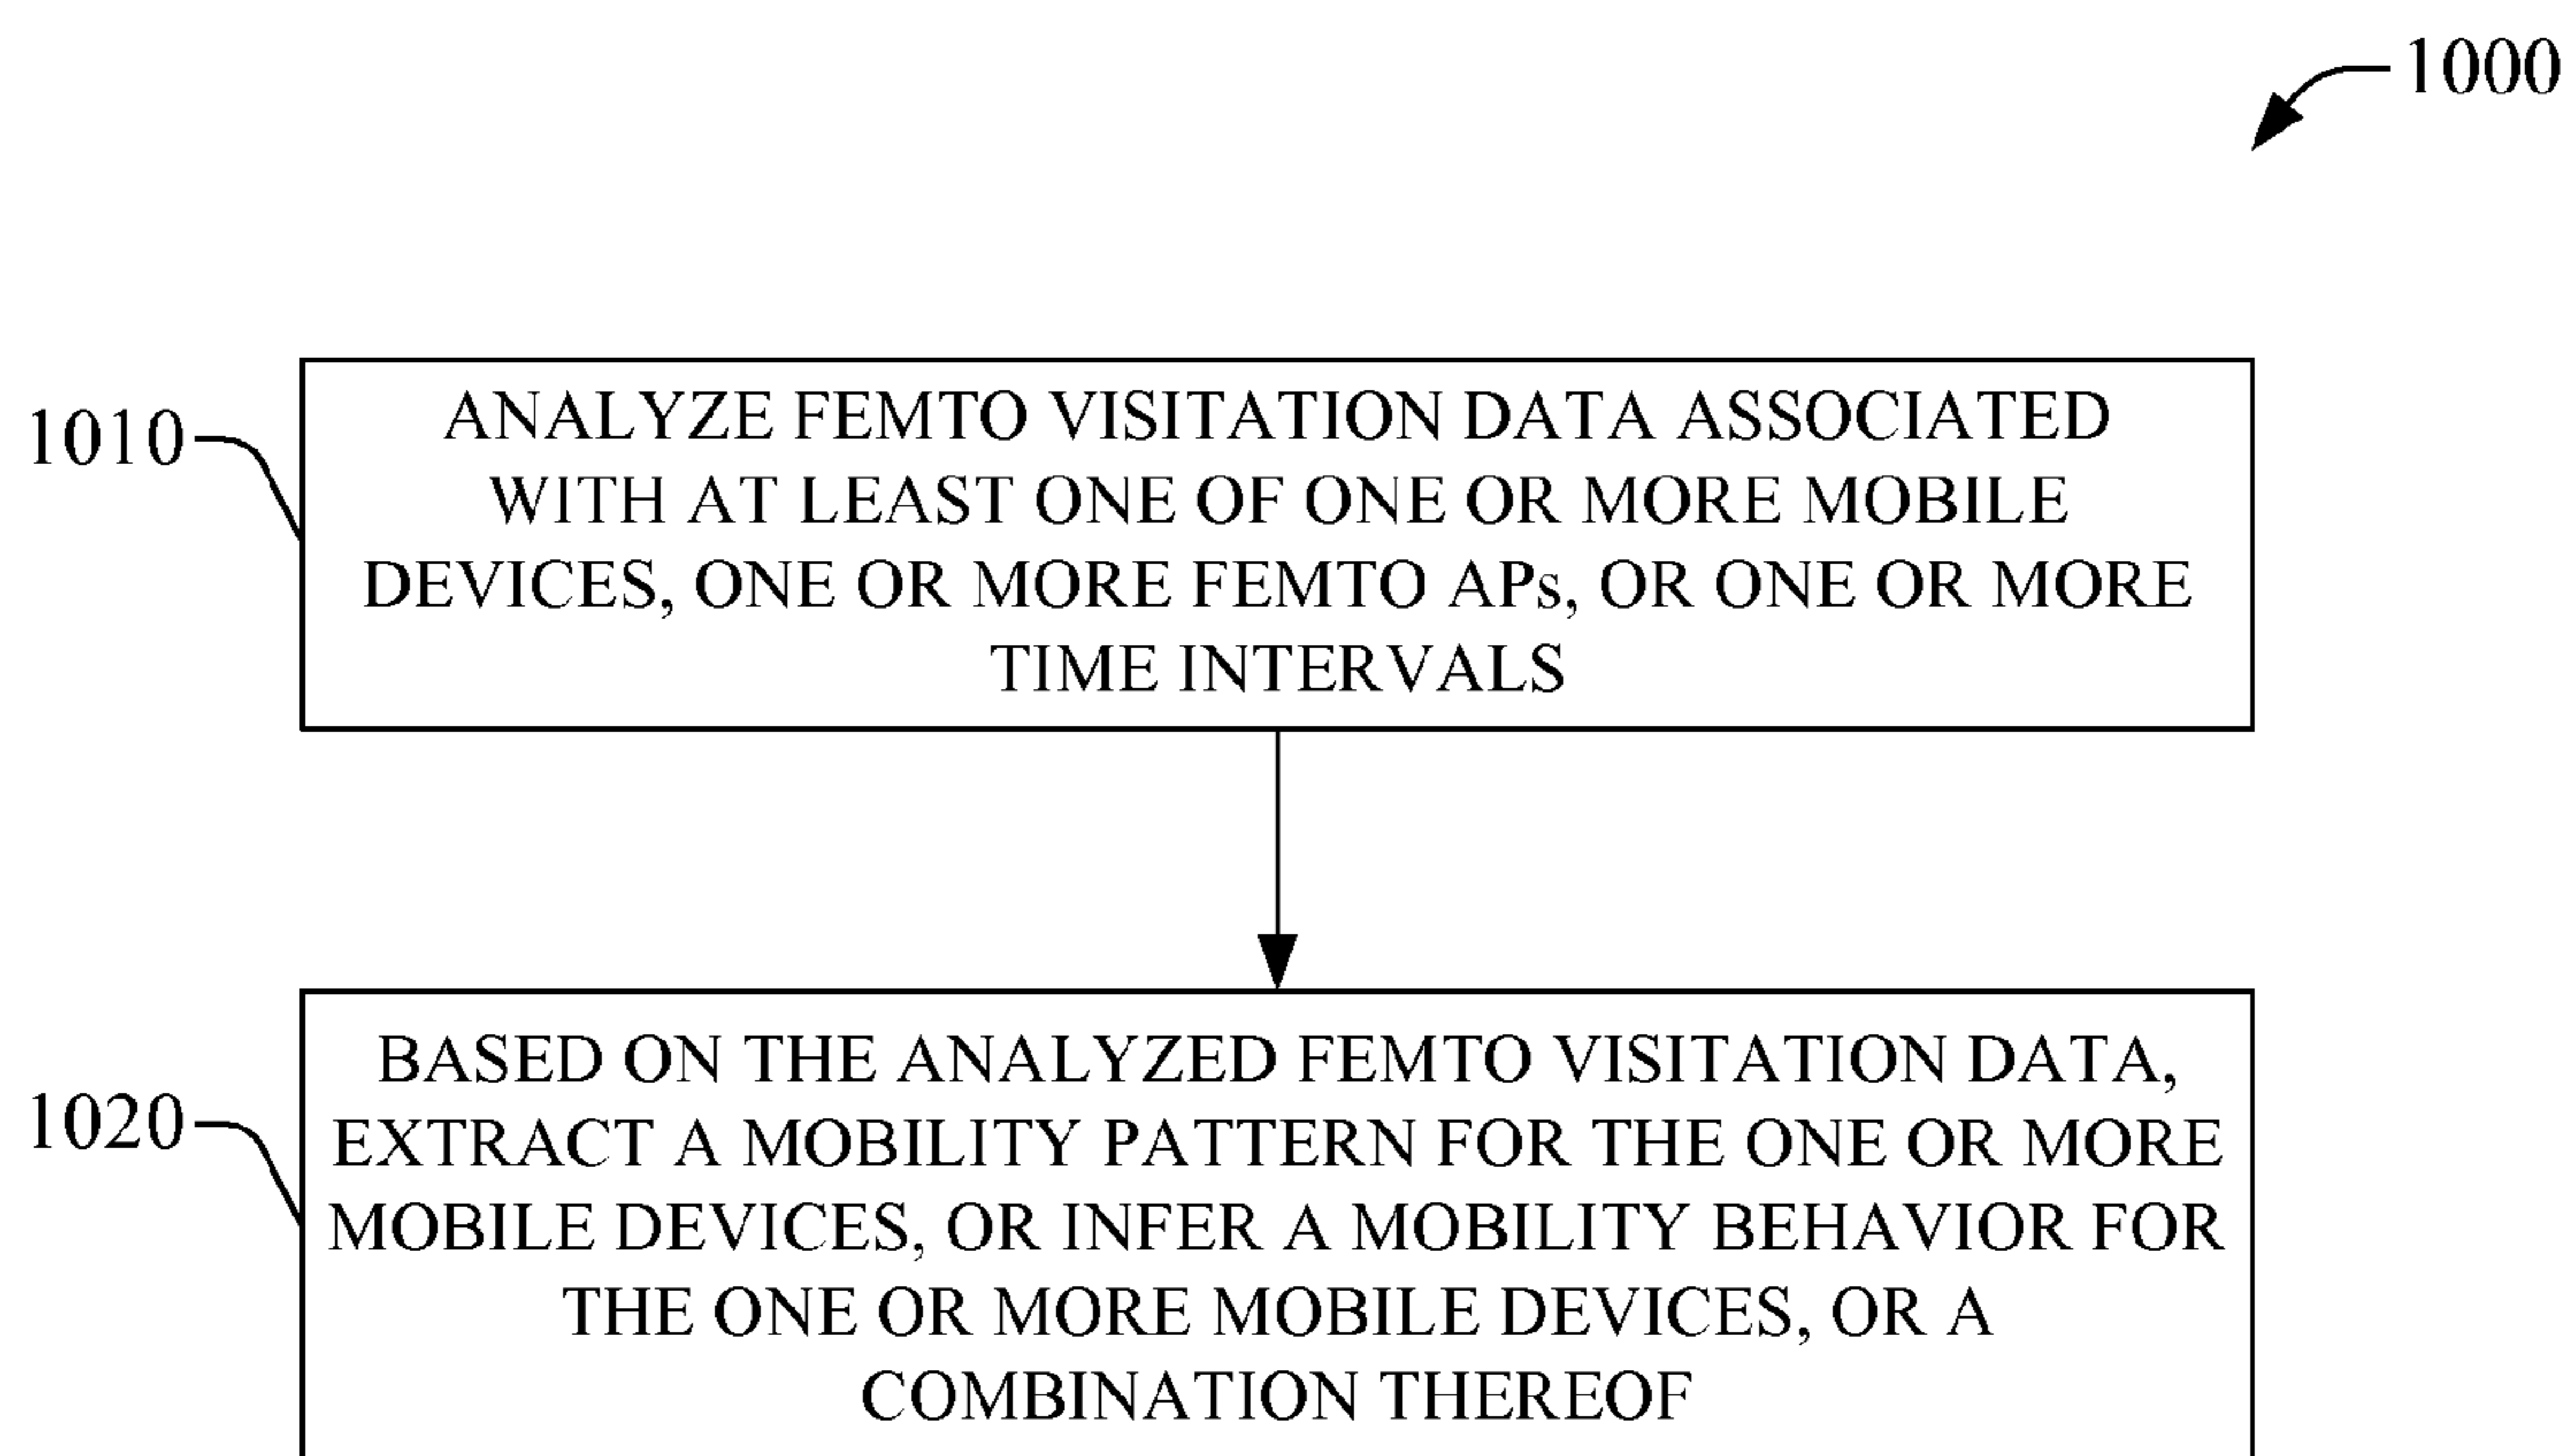 1000
1010
ANALYZE FEMTO VISITATION DATA ASSOCIATED
WITH AT LEAST ONE OF ONE OR MORE MOBILE
DEVICES, ONE OR MORE FEMTO APs, OR ONE OR MORE
TIME INTERVALS
1020
BASED ON THE ANALYZED FEMTO VISITATION DATA,
EXTRACT A MOBILITY PATTERN FOR THE ONE OR MORE
MOBILE DEVICES, OR INFER A MOBILITY BEHAVIOR FOR
THE ONE OR MORE MOBILE DEVICES, OR A
COMBINATION THEREOF